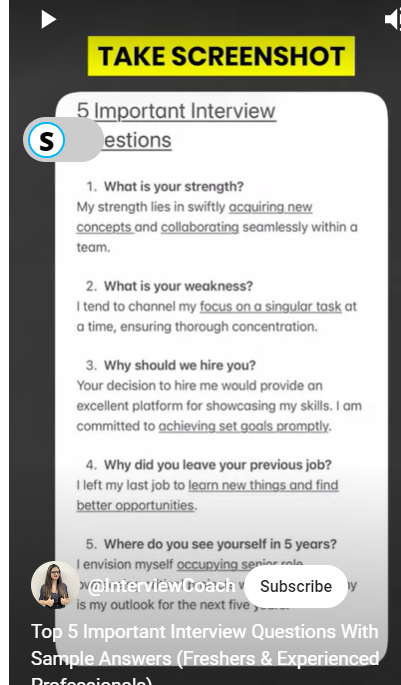 TAKE SCREENSHOT
5 Important Interview
S
estions
1. What is your strength?
My strength lies in swiftly acquiring new
concepts and collaborating seamlessly within a
team.
2. What is your weakness?
I tend to channel my focus on a singular task at
a time, ensuring thorough concentration.
3. Why should we hire you?
Your decision to hire me would provide an
excellent platform for showcasing my skills. I am
committed to achieving set goals promptly.
4. Why did you leave your previous job?
I left my last job to learn new things and find
better opportunities.
5. Where do you see yourself in 5 years?
I envision myself occupying senior role
@InterviewCoach Subscribe
is my outlook for the next five years.
Top 5 Important Interview Questions With
Sample Answers (Freshers & Experienced
Professionals)